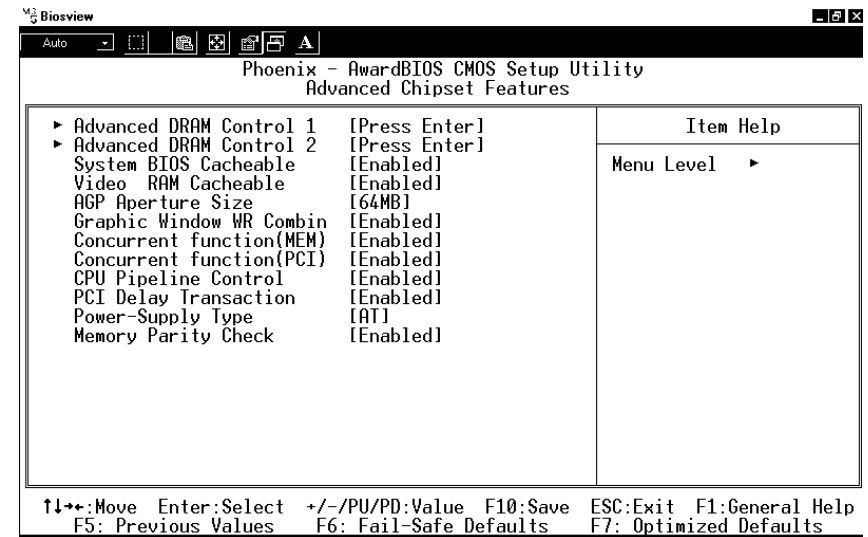 Biosview
Auto
A
Phoenix - AwardBIOS CMOS Setup Utility
Advanced Chipset Features
► Advanced DRAM Control 1 [Press Enter]
► Advanced DRAM Control 2 [Press Enter]
System BIOS Cacheable [Enabled]
Video RAM Cacheable [Enabled]
AGP Aperture Size [64MB]
Graphic Window WR Combin [Enabled]
Concurrent function(MEM) [Enabled]
Concurrent function(PCI) [Enabled]
CPU Pipeline Control [Enabled]
PCI Delay Transaction [Enabled]
Power-Supply Type [AT]
Memory Parity Check [Enabled]
Item Help
Menu Level ►
↑↓→←:Move Enter:Select +/-/PU/PD:Value F10:Save ESC:Exit F1:General Help
F5: Previous Values F6: Fail-Safe Defaults F7: Optimized Defaults